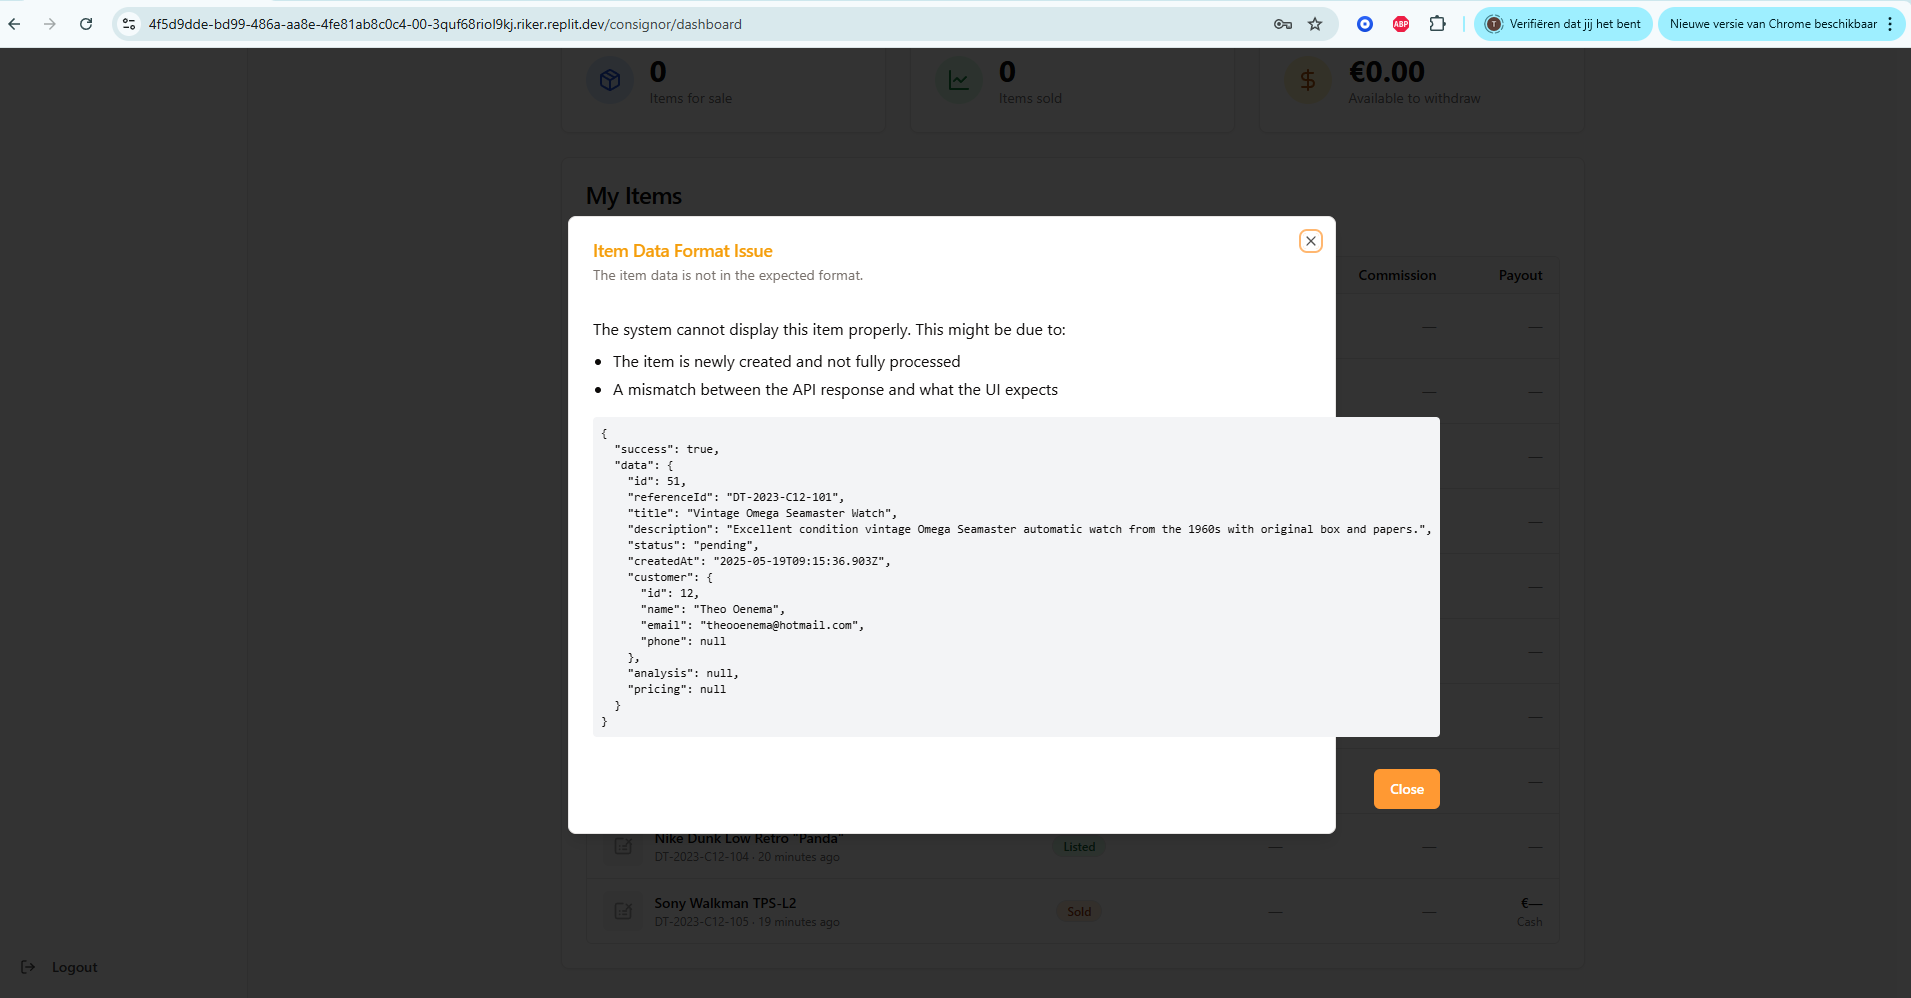 4f5d9dde-bd99-486a-aa8e-4fe81ab8c0c4-00-3quf68riol9kj.riker.replit.dev/consignor/dashboard
ABP
T
Verifiëren dat jij het bent
Nieuwe versie van Chrome beschikbaar
0
Items for sale
0
Items sold
€0.00
Available to withdraw
My Items
Commission
Payout
Item Data Format Issue
The item data is not in the expected format.
The system cannot display this item properly. This might be due to:
• The item is newly created and not fully processed
• A mismatch between the API response and what the UI expects
{
  "success": true,
  "data": {
    "id": 51,
    "referenceId": "DT-2023-C12-101",
    "title": "Vintage Omega Seamaster Watch",
    "description": "Excellent condition vintage Omega Seamaster automatic watch from the 1960s with original box and papers.",
    "status": "pending",
    "createdAt": "2025-05-19T09:15:36.903Z",
    "customer": {
      "id": 12,
      "name": "Theo Oenema",
      "email": "theooenema@hotmail.com",
      "phone": null
    },
    "analysis": null,
    "pricing": null
  }
}
Close
Nike Dunk Low Retro "Panda"
DT-2023-C12-104 · 20 minutes ago
Listed
—
—
—
Sony Walkman TPS-L2
DT-2023-C12-105 · 19 minutes ago
Sold
—
—
€—
Cash
Logout